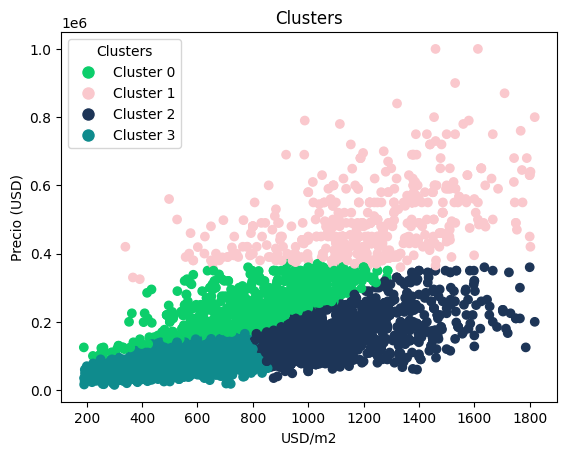 Clusters
1e6
Clusters
Cluster 0
Cluster 1
Cluster 2
Cluster 3
1.0
0.8
0.6
0.4
0.2
0.0
Precio (USD)
200 400 600 800 1000 1200 1400 1600 1800
USD/m2